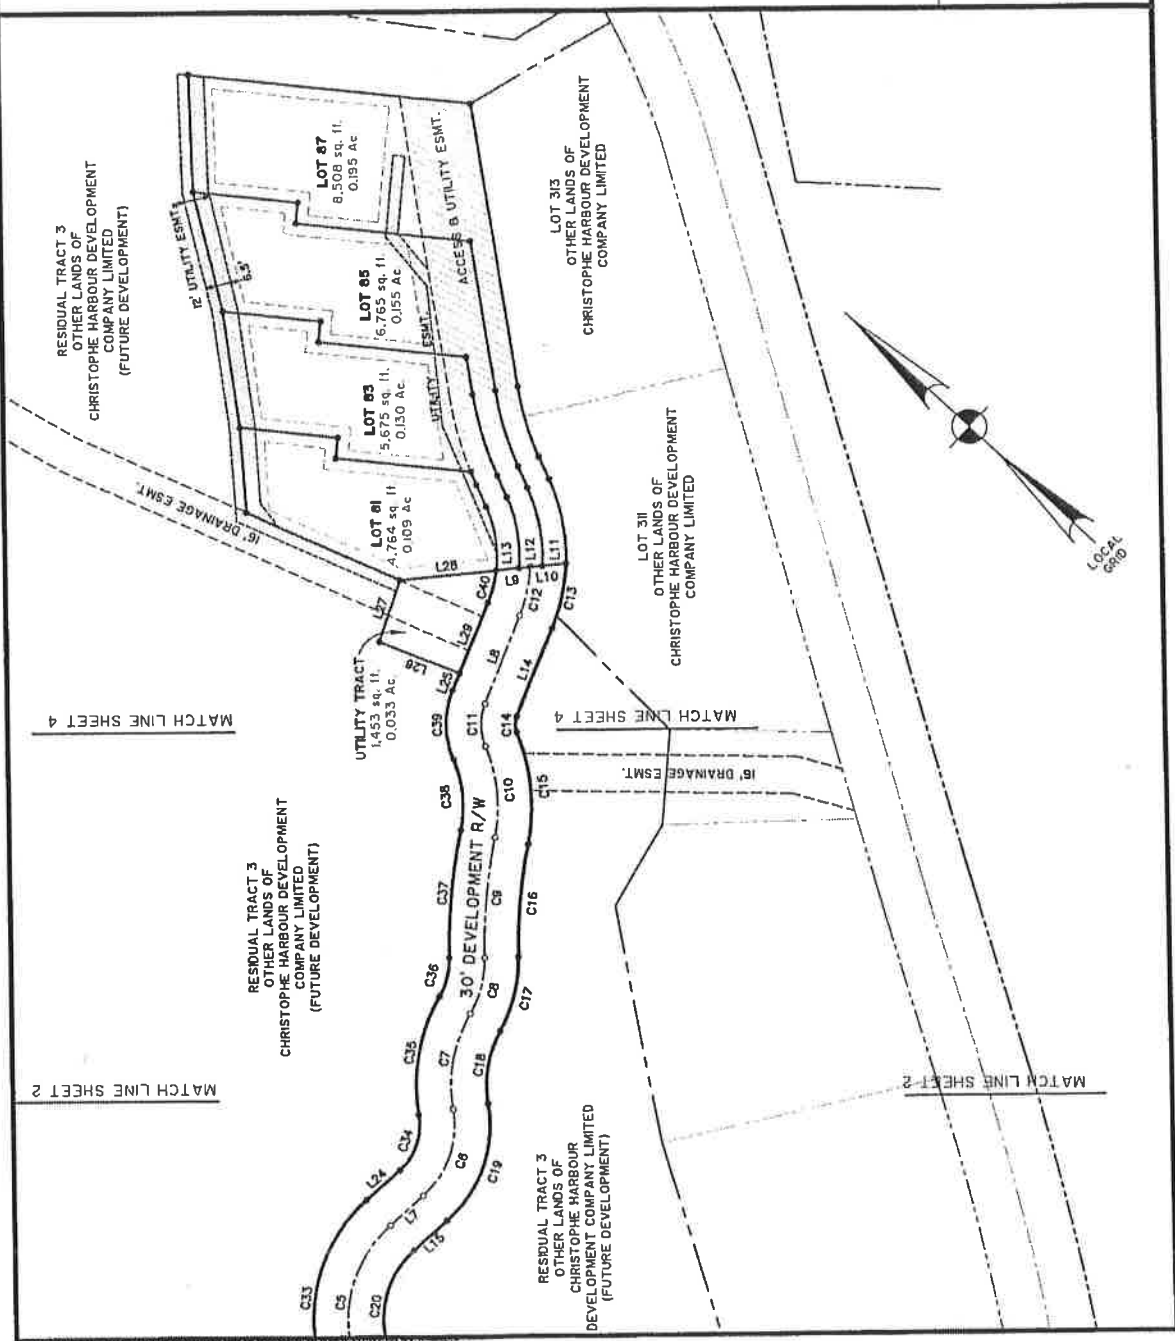 RESIDUAL TRACT 3
OTHER LANDS OF
CHRISTOPHE HARBOUR DEVELOPMENT
COMPANY LIMITED
(FUTURE DEVELOPMENT)
12' UTILITY ESMT.
6.5'
LOT 87
8,508 sq. ft.
0.195 Ac
LOT 85
6,765 sq. ft.
0.155 Ac
LOT 83
5,675 sq. ft.
0.130 Ac
LOT 81
4,764 sq. ft
0.109 Ac
ACCESS & UTILITY ESMT.
UTILITY ESMT.
16' DRAINAGE ESMT.
LOT 313
OTHER LANDS OF
CHRISTOPHE HARBOUR DEVELOPMENT
COMPANY LIMITED
LOT 311
OTHER LANDS OF
CHRISTOPHE HARBOUR DEVELOPMENT
COMPANY LIMITED
LOCAL
GRID
UTILITY TRACT
1,453 sq. ft.
0.033 Ac
L27
L28
L26
L29
L25
C40
L13
L9
L12
L10
L11
C12
C13
L8
L14
C39
C11
C14
C38
C10
C15
MATCH LINE SHEET 4
MATCH LINE SHEET 4
16' DRAINAGE ESMT.
30' DEVELOPMENT R/W
C37
C9
C16
C36
C8
C17
C35
C7
C18
C34
C6
C19
L24
L7
L15
C33
C5
C20
RESIDUAL TRACT 3
OTHER LANDS OF
CHRISTOPHE HARBOUR DEVELOPMENT
COMPANY LIMITED
(FUTURE DEVELOPMENT)
MATCH LINE SHEET 2
MATCH LINE SHEET 2
RESIDUAL TRACT 3
OTHER LANDS OF
CHRISTOPHE HARBOUR
DEVELOPMENT COMPANY LIMITED
(FUTURE DEVELOPMENT)